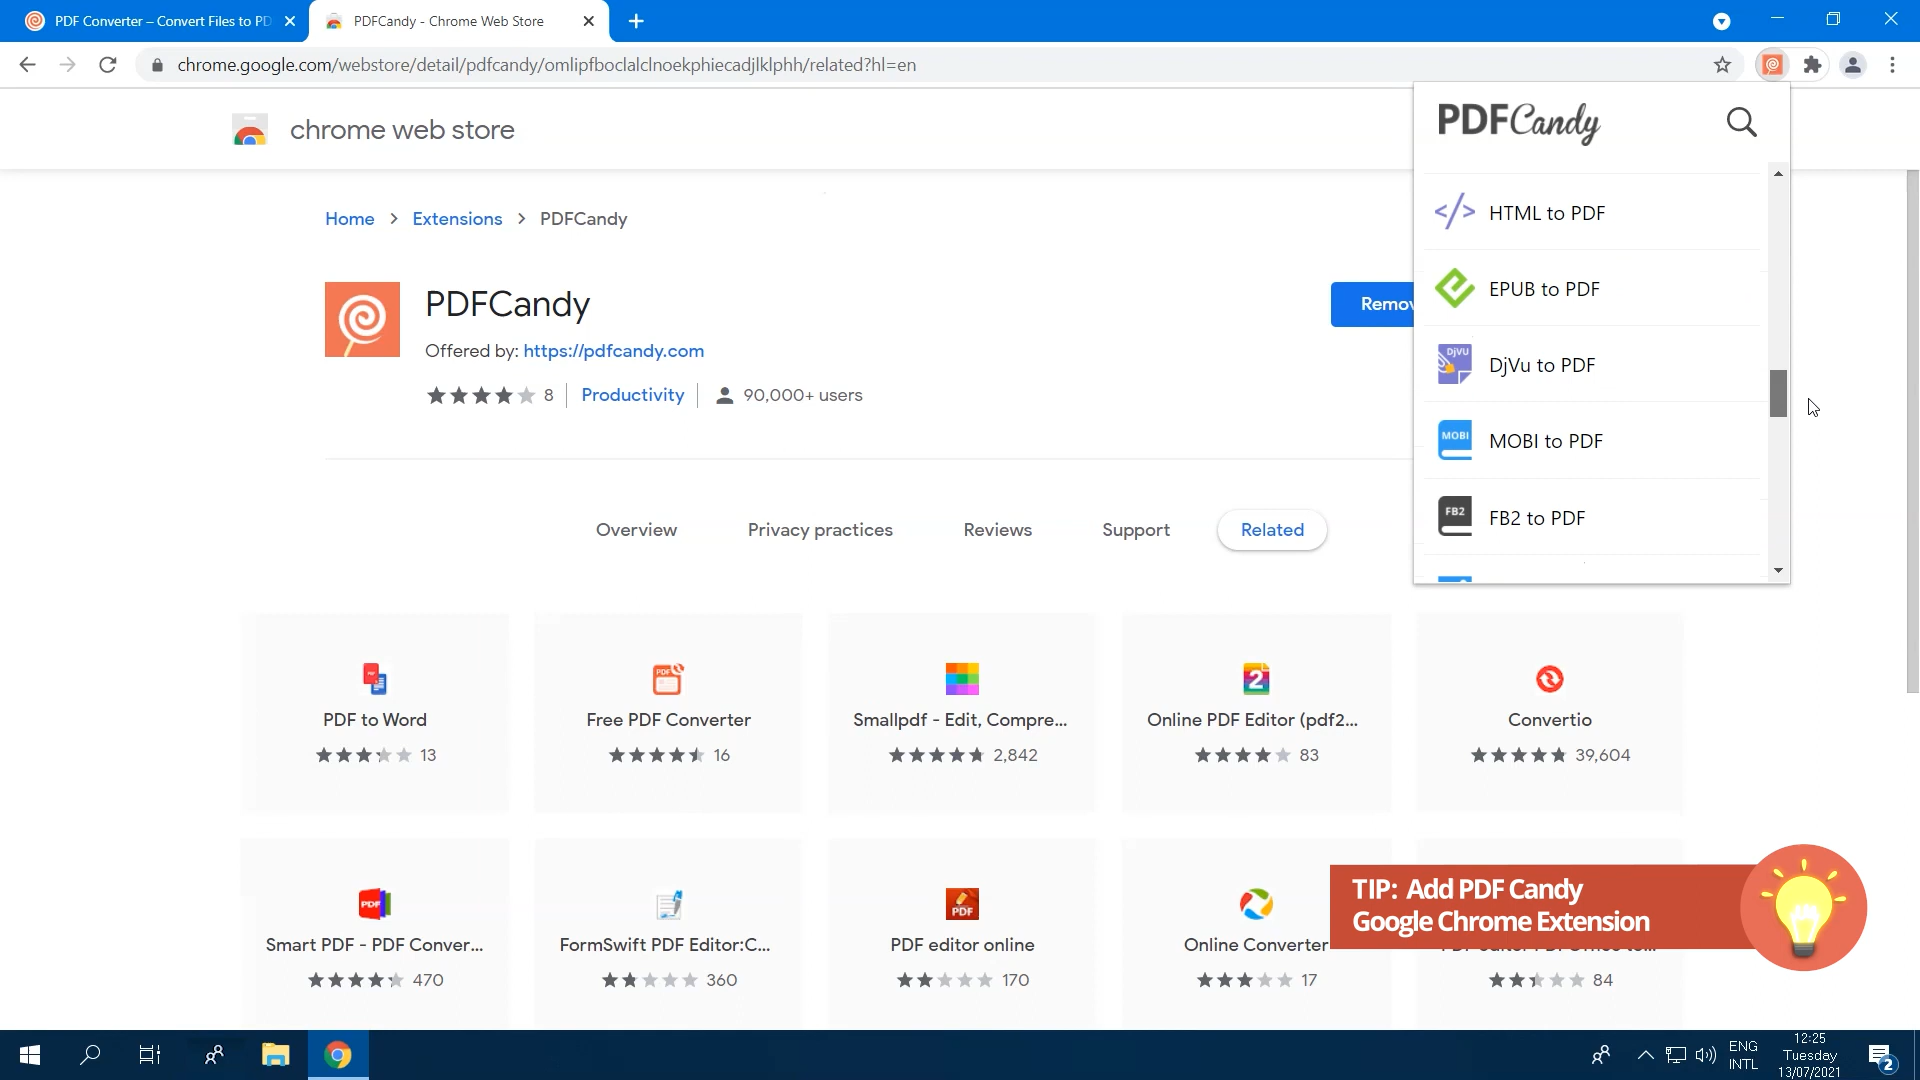 PDF Converter – Convert Files to PD
PDFCandy - Chrome Web Store
chrome.google.com/webstore/detail/pdfcandy/omlipfboclalclnoekphiecadjlklphh/related?hl=en
chrome web store
PDFCandy
HTML to PDF
EPUB to PDF
DjVu
DjVu to PDF
MOBI
MOBI to PDF
FB2
FB2 to PDF
Home > Extensions > PDFCandy
PDFCandy
Remov
Offered by: https://pdfcandy.com
8 Productivity 90,000+ users
Overview Privacy practices Reviews Support Related
PDF to Word
13
PDF
Free PDF Converter
16
Smallpdf - Edit, Compre...
2,842
2
Online PDF Editor (pdf2...
83
Convertio
39,604
PDF
Smart PDF - PDF Conver...
470
FormSwift PDF Editor:C...
360
PDF
PDF editor online
170
Online Converter
17
84
TIP: Add PDF Candy
Google Chrome Extension
ENG
INTL
12:25
Tuesday
13/07/2021
2